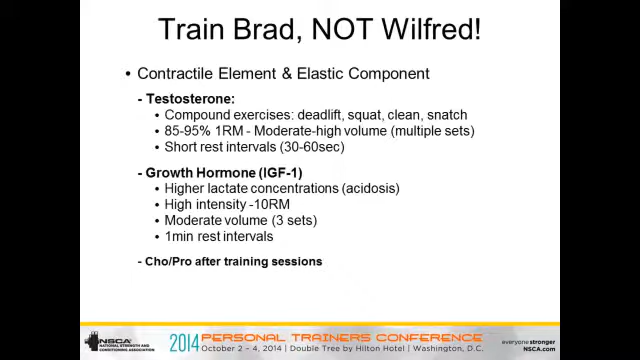 Train Brad, NOT Wilfred!
• Contractile Element & Elastic Component
- Testosterone:
• Compound exercises: deadlift, squat, clean, snatch
• 85-95% 1RM - Moderate-high volume (multiple sets)
• Short rest intervals (30-60sec)
- Growth Hormone (IGF-1)
• Higher lactate concentrations (acidosis)
• High intensity -10RM
• Moderate volume (3 sets)
• 1min rest intervals
- Cho/Pro after training sessions
NSCA
NATIONAL STRENGTH AND
CONDITIONING ASSOCIATION
2014 PERSONAL TRAINERS CONFERENCE
October 2 – 4, 2014 | Double Tree by Hilton Hotel | Washington, D.C.
everyone stronger
NSCA.com